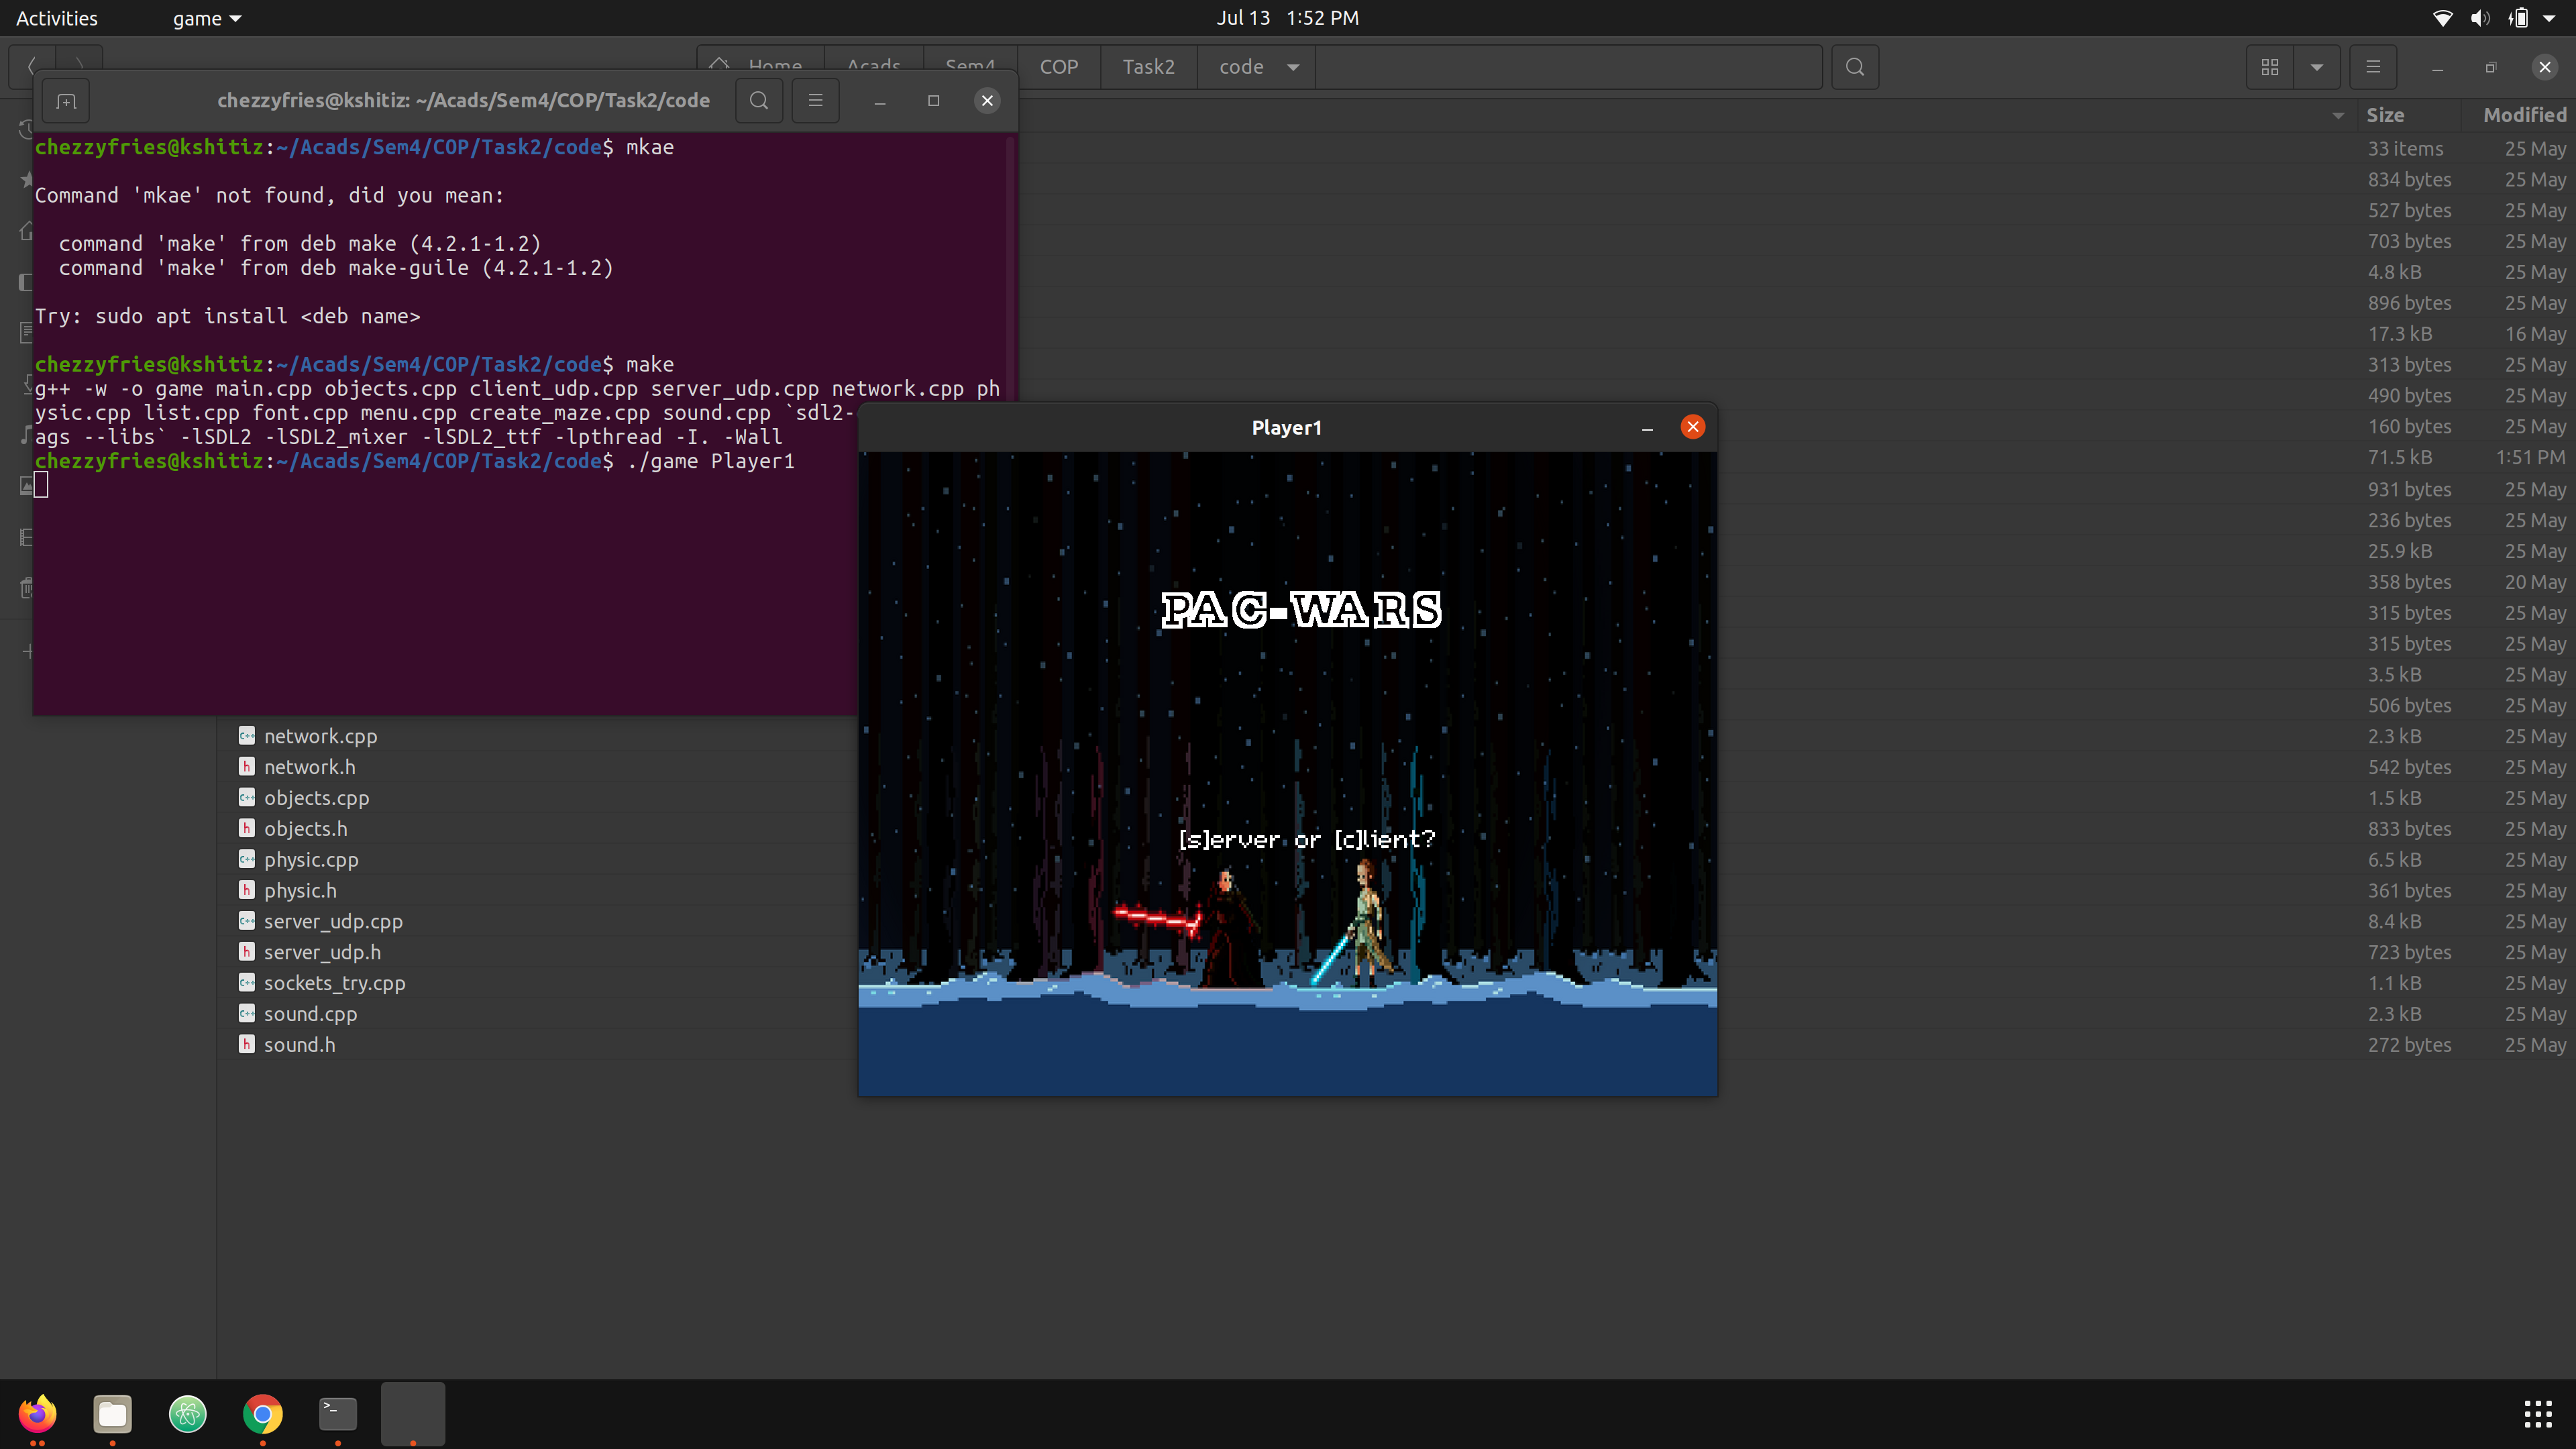 Activities
game
Jul 13 1:52 PM
Home
Acads
Sem4
COP
Task2
code
chezzyfries@kshitiz: ~/Acads/Sem4/COP/Task2/code
Size
Modified
chezzyfries@kshitiz:~/Acads/Sem4/COP/Task2/code$ mkae
Command 'mkae' not found, did you mean:
command 'make' from deb make (4.2.1-1.2)
command 'make' from deb make-guile (4.2.1-1.2)
Try: sudo apt install <deb name>
chezzyfries@kshitiz:~/Acads/Sem4/COP/Task2/code$ make
g++ -w -o game main.cpp objects.cpp client_udp.cpp server_udp.cpp network.cpp ph
ysic.cpp list.cpp font.cpp menu.cpp create_maze.cpp sound.cpp `sdl2-
ags --libs` -lSDL2 -lSDL2_mixer -lSDL2_ttf -lpthread -I. -Wall
chezzyfries@kshitiz:~/Acads/Sem4/COP/Task2/code$ ./game Player1
Player1
PAC-WARS
[s]erver or [c]lient?
33 items 25 May
834 bytes 25 May
527 bytes 25 May
703 bytes 25 May
4.8 kB 25 May
896 bytes 25 May
17.3 kB 16 May
313 bytes 25 May
490 bytes 25 May
160 bytes 25 May
71.5 kB 1:51 PM
931 bytes 25 May
236 bytes 25 May
25.9 kB 25 May
358 bytes 20 May
315 bytes 25 May
315 bytes 25 May
3.5 kB 25 May
506 bytes 25 May
network.cpp 2.3 kB 25 May
network.h 542 bytes 25 May
objects.cpp 1.5 kB 25 May
objects.h 833 bytes 25 May
physic.cpp 6.5 kB 25 May
physic.h 361 bytes 25 May
server_udp.cpp 8.4 kB 25 May
server_udp.h 723 bytes 25 May
sockets_try.cpp 1.1 kB 25 May
sound.cpp 2.3 kB 25 May
sound.h 272 bytes 25 May